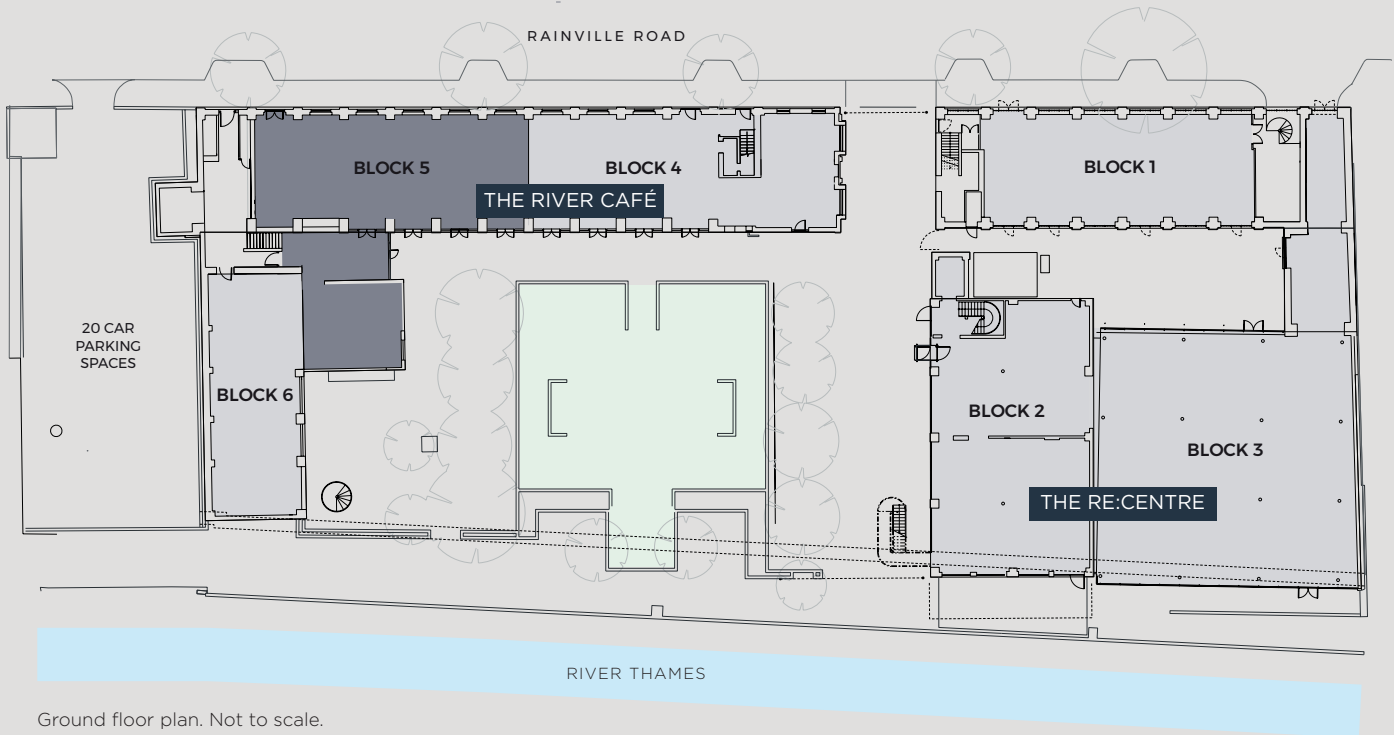 RAINVILLE ROAD
BLOCK 5
BLOCK 4
BLOCK 1
THE RIVER CAFÉ
20 CAR
PARKING
SPACES
BLOCK 6
BLOCK 2
BLOCK 3
THE RE:CENTRE
RIVER THAMES
Ground floor plan. Not to scale.